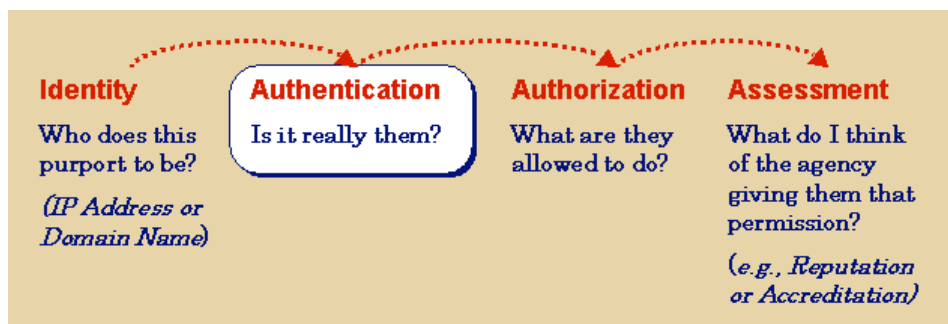 Identity
Who does this
purport to be?
(IP Address or
Domain Name)
Authentication
Is it really them?
Authorization
What are they
allowed to do?
Assessment
What do I think
of the agency
giving them that
permission?
(e.g., Reputation
or Accreditation)